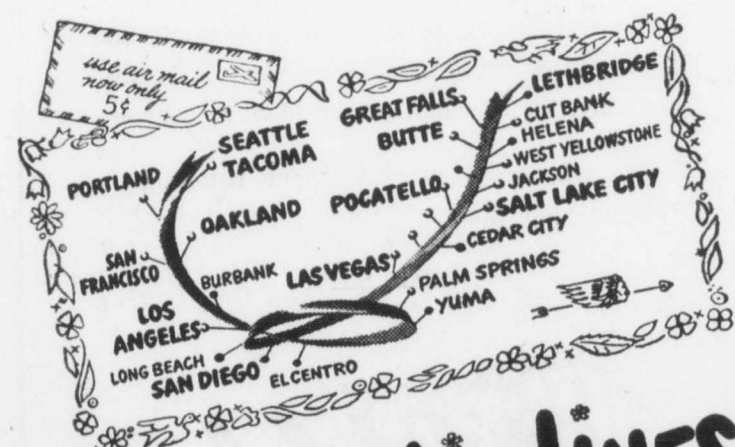 use air mail
now only
5¢
SEATTLE
TACOMA
PORTLAND
OAKLAND
SAN
FRANCISCO
BURBANK
LOS
ANGELES
LONG BEACH
SAN DIEGO
EL CENTRO
LETHBRIDGE
GREAT FALLS
CUT BANK
HELENA
BUTTE
WEST YELLOWSTONE
JACKSON
POCATELLO
SALT LAKE CITY
CEDAR CITY
LAS VEGAS
PALM SPRINGS
YUMA
LINES